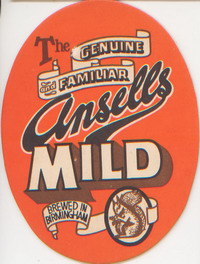 The GENUINE
and FAMILIAR
Ansells
MILD
BREWED IN
BIRMINGHAM